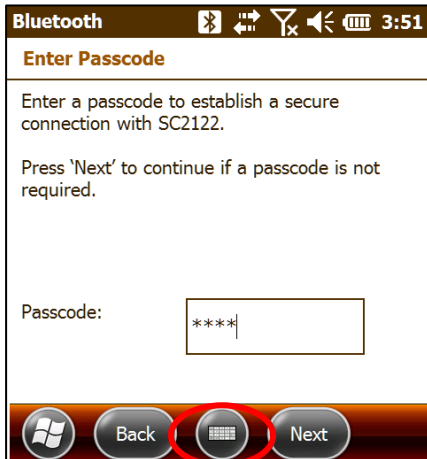 Bluetooth 3:51
Enter Passcode
Enter a passcode to establish a secure
connection with SC2122.
Press `Next' to continue if a passcode is not
required.
Passcode: ****
Back Next